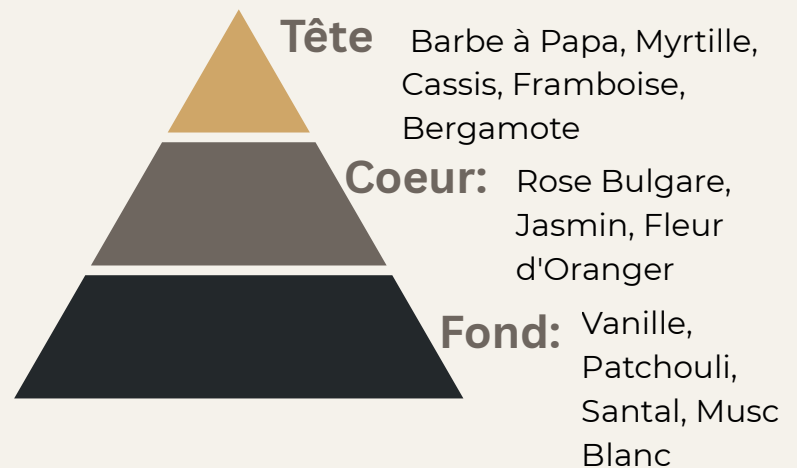 Tête
Barbe à Papa, Myrtille,
Cassis, Framboise,
Bergamote
Coeur:
Rose Bulgare,
Jasmin, Fleur
d'Oranger
Fond:
Vanille,
Patchouli,
Santal, Musc
Blanc